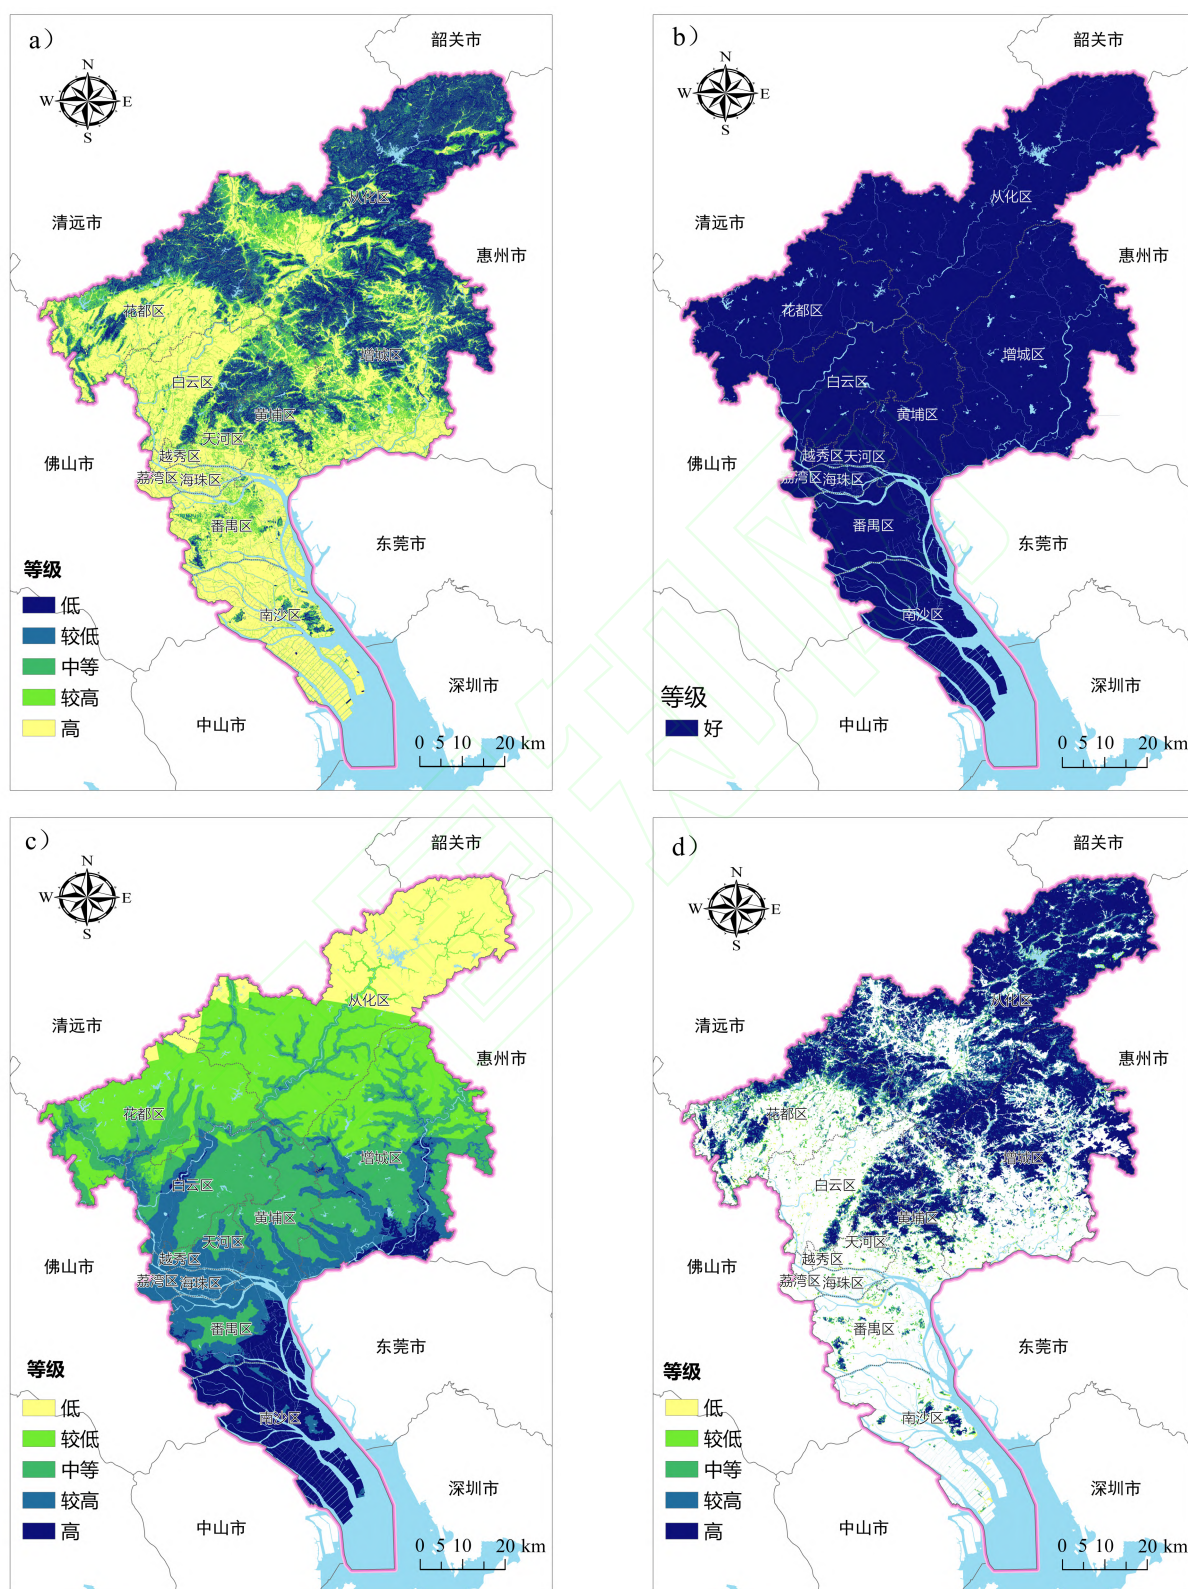 a）
韶关市
N
W
E
S
从化区
清远市
惠州市
花都区
增城区
白云区
黄埔区
天河区
越秀区
佛山市
荔湾区
海珠区
番禺区
东莞市
等级
低
较低
中等
较高
高
南沙区
深圳市
中山市
0 5 10 20 km
b）
韶关市
N
W
E
S
从化区
清远市
惠州市
花都区
增城区
白云区
黄埔区
越秀区
天河区
佛山市
荔湾区
海珠区
番禺区
东莞市
南沙区
深圳市
等级
好
中山市
0 5 10 20 km
c）
韶关市
N
W
E
S
从化区
清远市
惠州市
花都区
增城区
白云区
黄埔区
天河区
越秀区
佛山市
荔湾区
海珠区
番禺区
东莞市
等级
低
较低
中等
较高
高
南沙区
深圳市
中山市
0 5 10 20 km
d）
韶关市
N
W
E
S
从化区
清远市
惠州市
花都区
增城区
白云区
黄埔区
天河区
越秀区
佛山市
荔湾区
海珠区
番禺区
东莞市
等级
低
较低
中等
较高
高
南沙区
深圳市
中山市
0 5 10 20 km